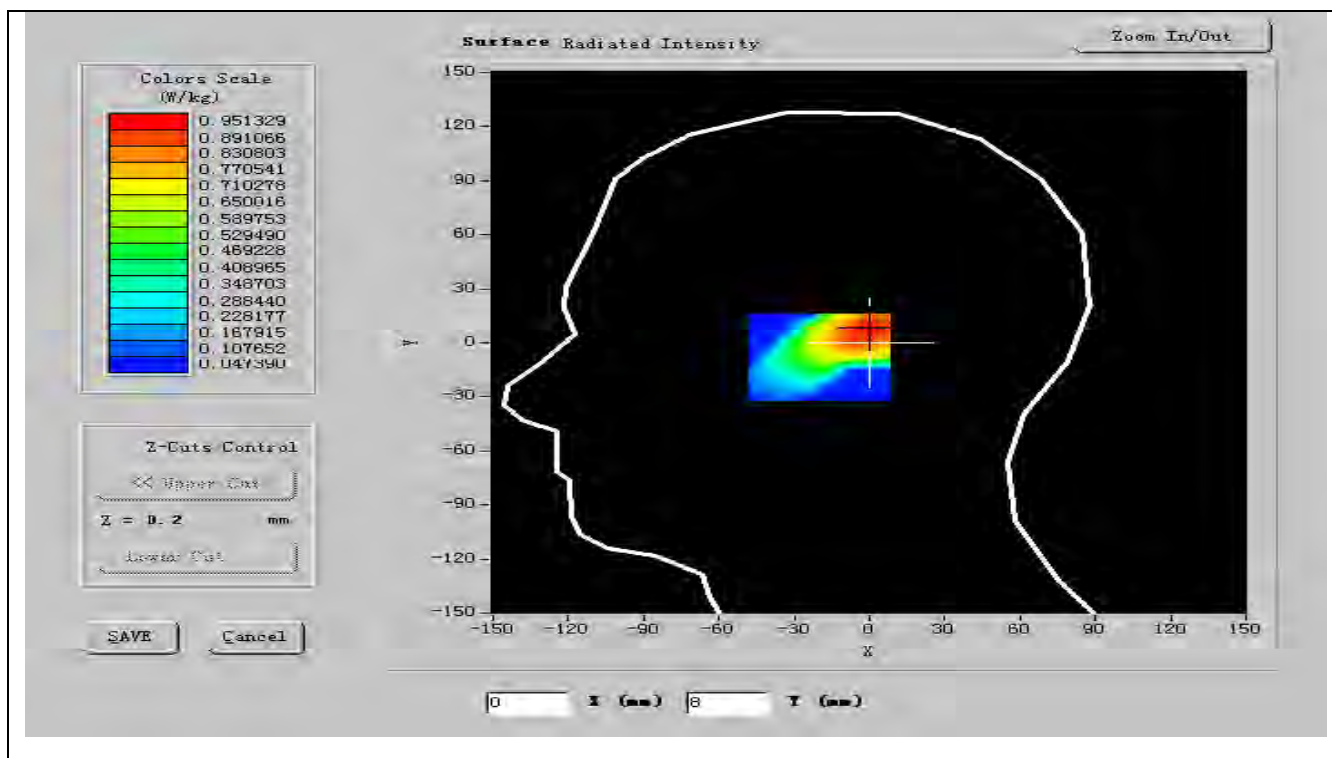 Surface Radiated Intensity
Zoom In/Out
Colors Scale
(W/kg)
0.951329
0.891066
0.830803
0.770541
0.710278
0.650016
0.589753
0.529490
0.469228
0.408965
0.348703
0.288440
0.228177
0.167915
0.107652
0.047390
150
120
90
60
30
0
-30
-60
-90
-120
-150
Y
-150 -120 -90 -60 -30 0 30 60 90 120 150
X
Z-Cuts Control
<< Upper Cut
Z = 0.2 mm
Lower Cut
SAVE Cancel
0 X (mm) 8 Y (mm)